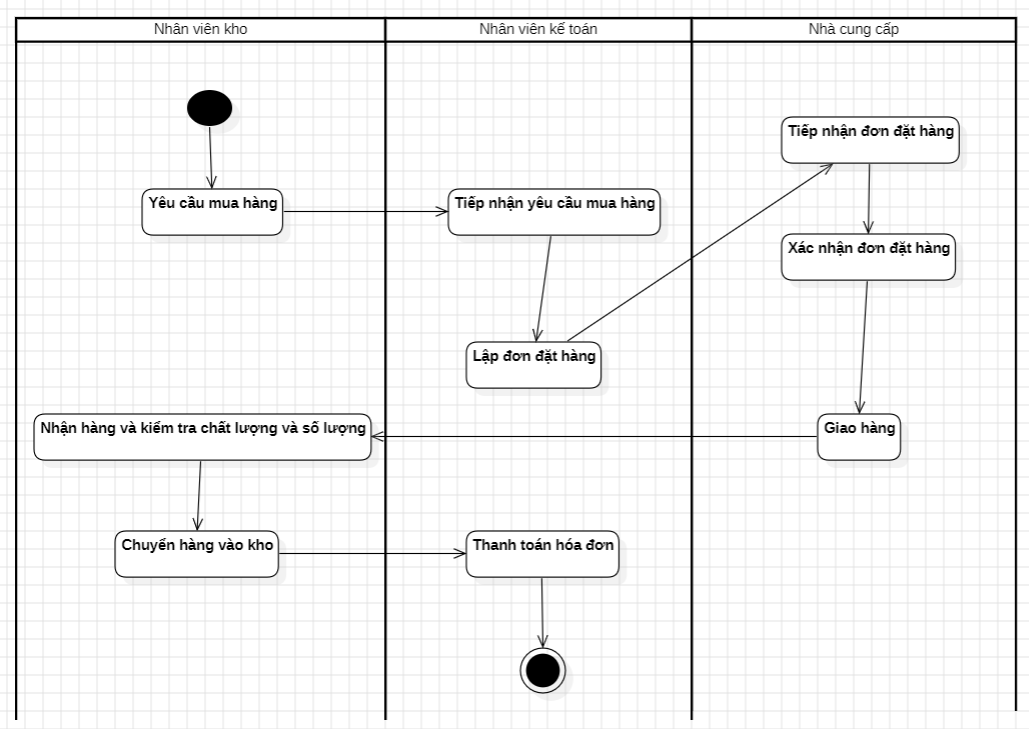 Nhân viên kho
Nhân viên kế toán
Nhà cung cấp
Tiếp nhận đơn đặt hàng
Yêu cầu mua hàng
Tiếp nhận yêu cầu mua hàng
Xác nhận đơn đặt hàng
Lập đơn đặt hàng
Nhận hàng và kiểm tra chất lượng và số lượng
Giao hàng
Chuyển hàng vào kho
Thanh toán hóa đơn